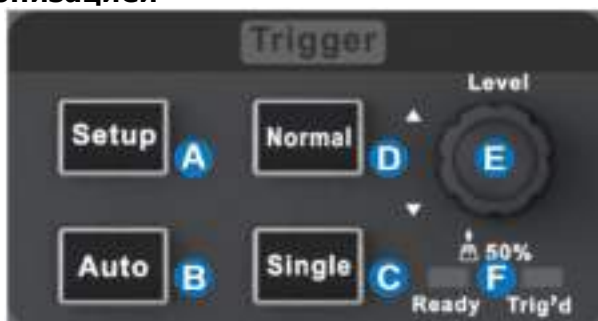 Trigger
Level
Setup A
Normal D
E
Auto B
Single C
50%
F
Ready Trig'd